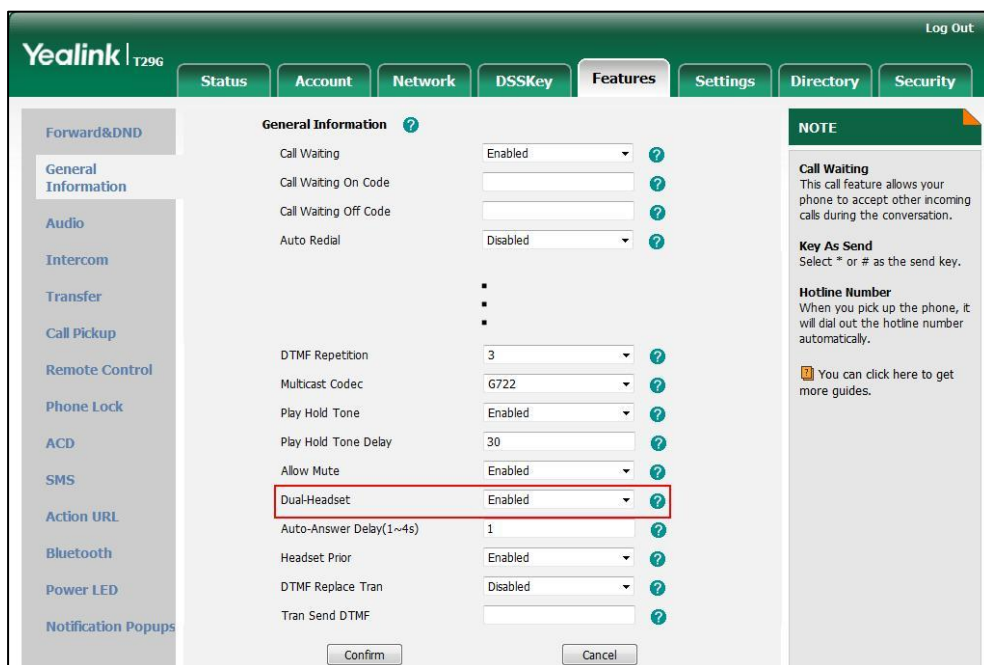 Log Out
Yealink T29G
Status Account Network DSSKey Features Settings Directory Security
Forward&DND
General
Information
Audio
Intercom
Transfer
Call Pickup
Remote Control
Phone Lock
ACD
SMS
Action URL
Bluetooth
Power LED
Notification Popups
General Information ?
Call Waiting Enabled ?
Call Waiting On Code ?
Call Waiting Off Code ?
Auto Redial Disabled ?
DTMF Repetition 3 ?
Multicast Codec G722 ?
Play Hold Tone Enabled ?
Play Hold Tone Delay 30 ?
Allow Mute Enabled ?
Dual-Headset Enabled ?
Auto-Answer Delay(1~4s) 1 ?
Headset Prior Enabled ?
DTMF Replace Tran Disabled ?
Tran Send DTMF ?
Confirm Cancel
NOTE
Call Waiting
This call feature allows your
phone to accept other incoming
calls during the conversation.
Key As Send
Select * or # as the send key.
Hotline Number
When you pick up the phone, it
will dial out the hotline number
automatically.
? You can click here to get
more guides.